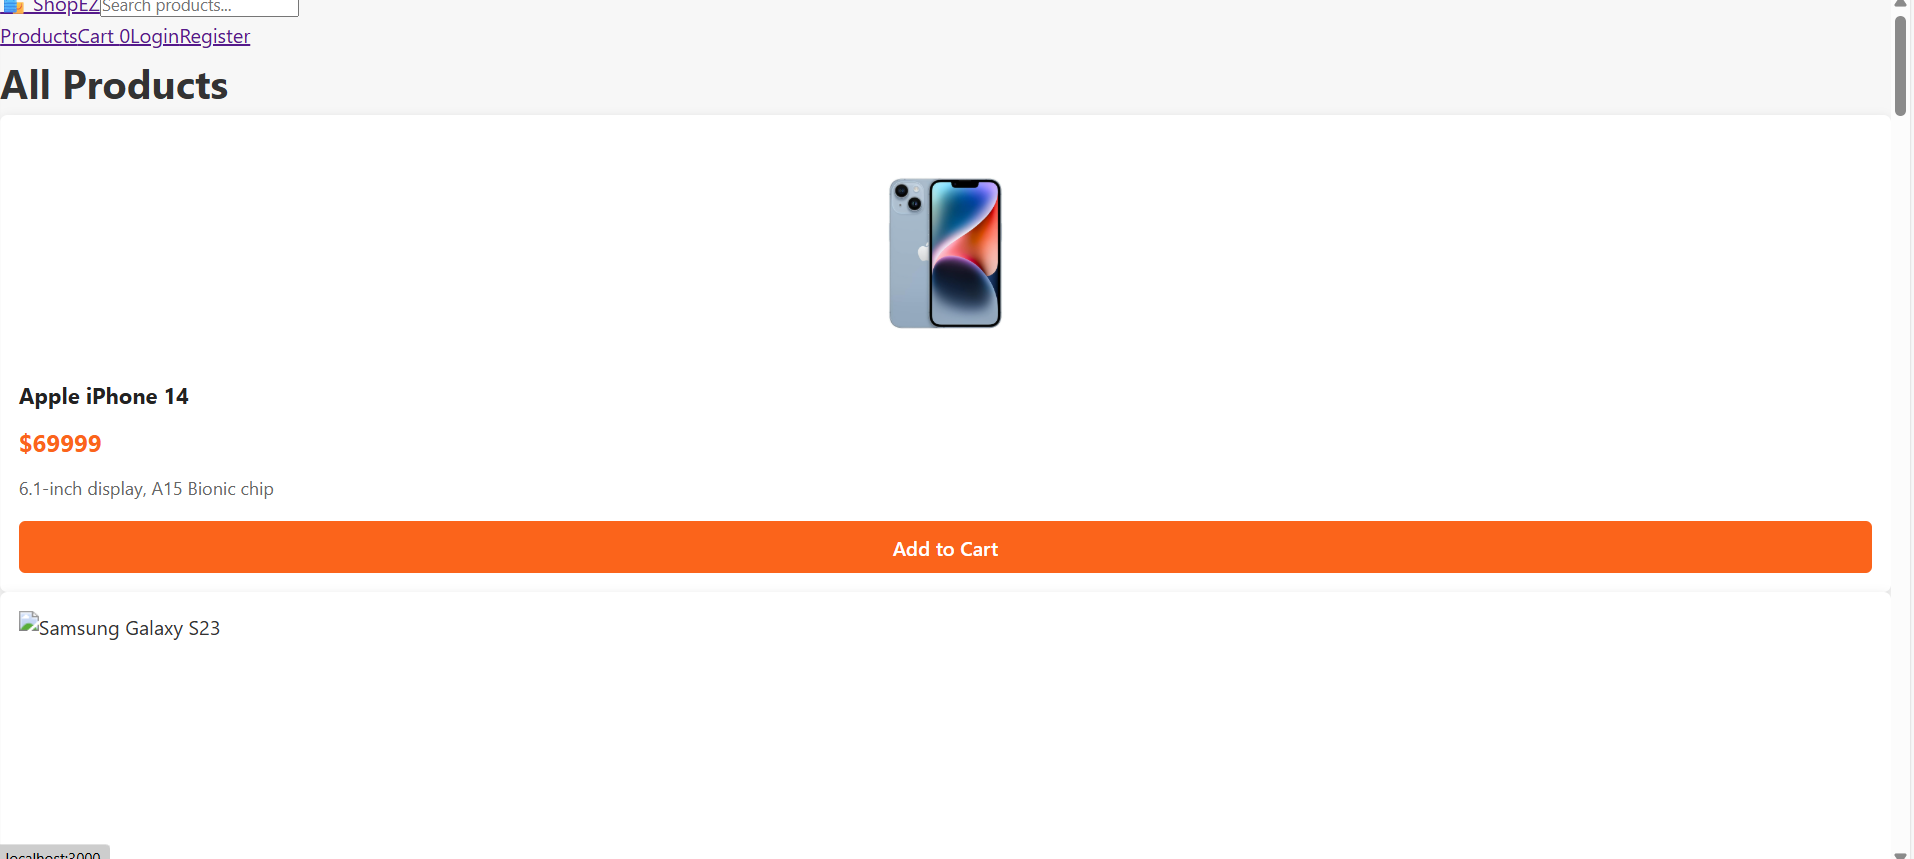 ShopEZ Search products...
ProductsCart 0LoginRegister
All Products
Apple iPhone 14
$69999
6.1-inch display, A15 Bionic chip
Add to Cart
Samsung Galaxy S23
localhost:3000